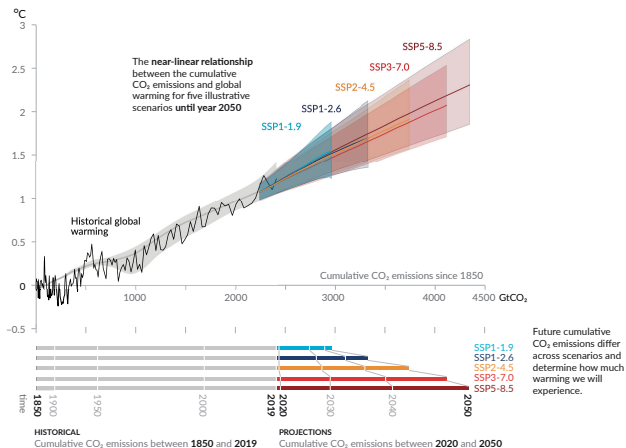 °C
3
2.5
2
1.5
1
0.5
0
–0.5
The near-linear relationship
between the cumulative
CO₂ emissions and global
warming for five illustrative
scenarios until year 2050
SSP5-8.5
SSP3-7.0
SSP2-4.5
SSP1-2.6
SSP1-1.9
Historical global
warming
Cumulative CO₂ emissions since 1850
1000
2000
3000
4000
4500
GtCO₂
SSP1-1.9
SSP1-2.6
SSP2-4.5
SSP3-7.0
SSP5-8.5
Future cumulative
CO₂ emissions differ
across scenarios and
determine how much
warming we will
experience.
time
1850
1900
1950
2000
2019
2020
2030
2040
2050
HISTORICAL
Cumulative CO₂ emissions between 1850 and 2019
PROJECTIONS
Cumulative CO₂ emissions between 2020 and 2050